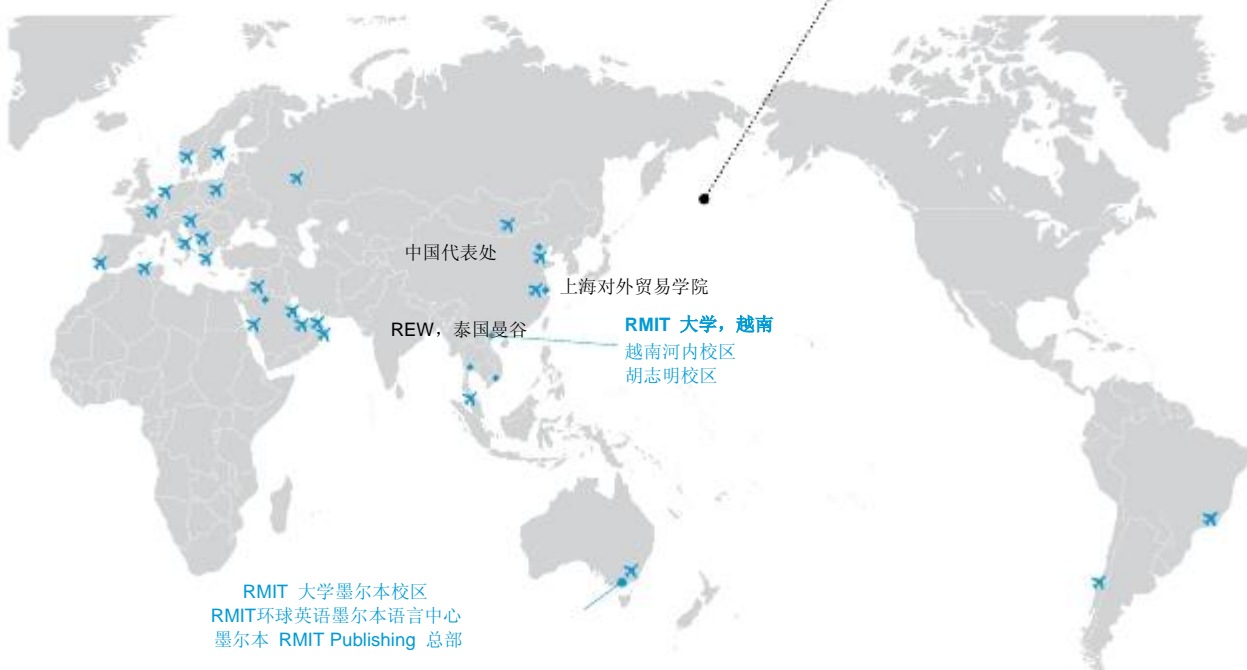 中国代表处
上海对外贸易学院
REW，泰国曼谷
RMIT 大学，越南
越南河内校区
胡志明校区
RMIT 大学墨尔本校区
RMIT环球英语墨尔本语言中心
墨尔本 RMIT Publishing 总部